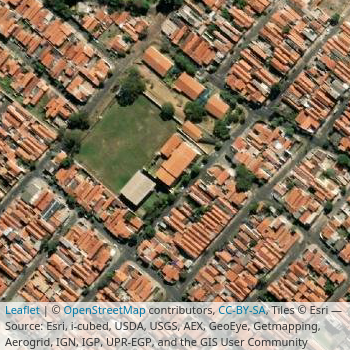 Leaflet | © OpenStreetMap contributors, CC-BY-SA, Tiles © Esri —
Source: Esri, i-cubed, USDA, USGS, AEX, GeoEye, Getmapping,
Aerogrid, IGN, IGP, UPR-EGP, and the GIS User Community